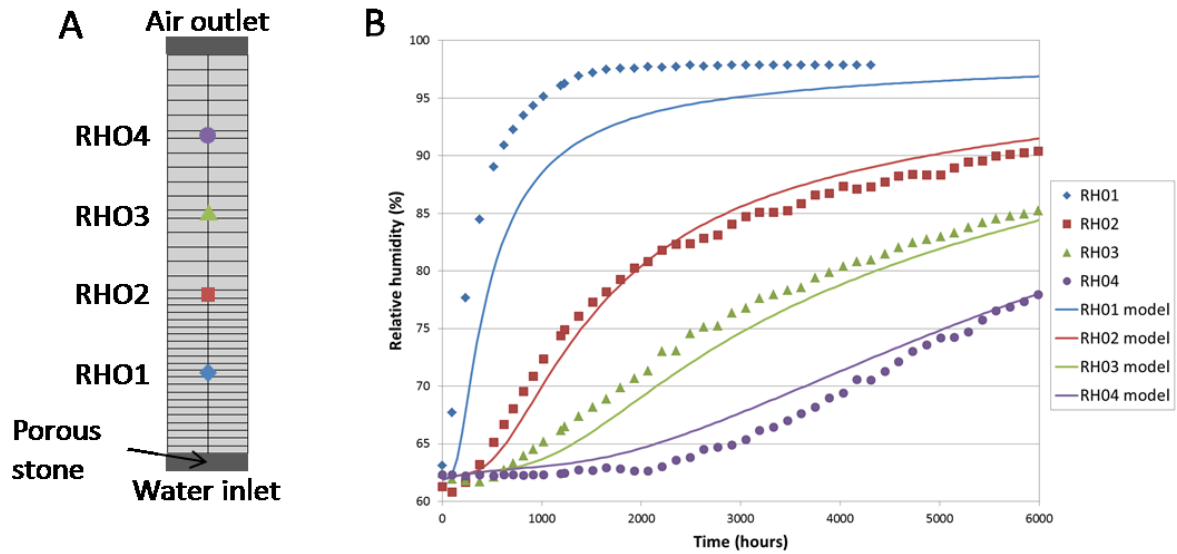 A
Air outlet
RHO4
RHO3
RHO2
RHO1
Porous
stone
Water inlet
B
Relative humidity (%)
100
95
90
85
80
75
70
65
60
0
1000
2000
3000
4000
5000
6000
Time (hours)
RH01
RH02
RH03
RH04
RH01 model
RH02 model
RH03 model
RH04 model